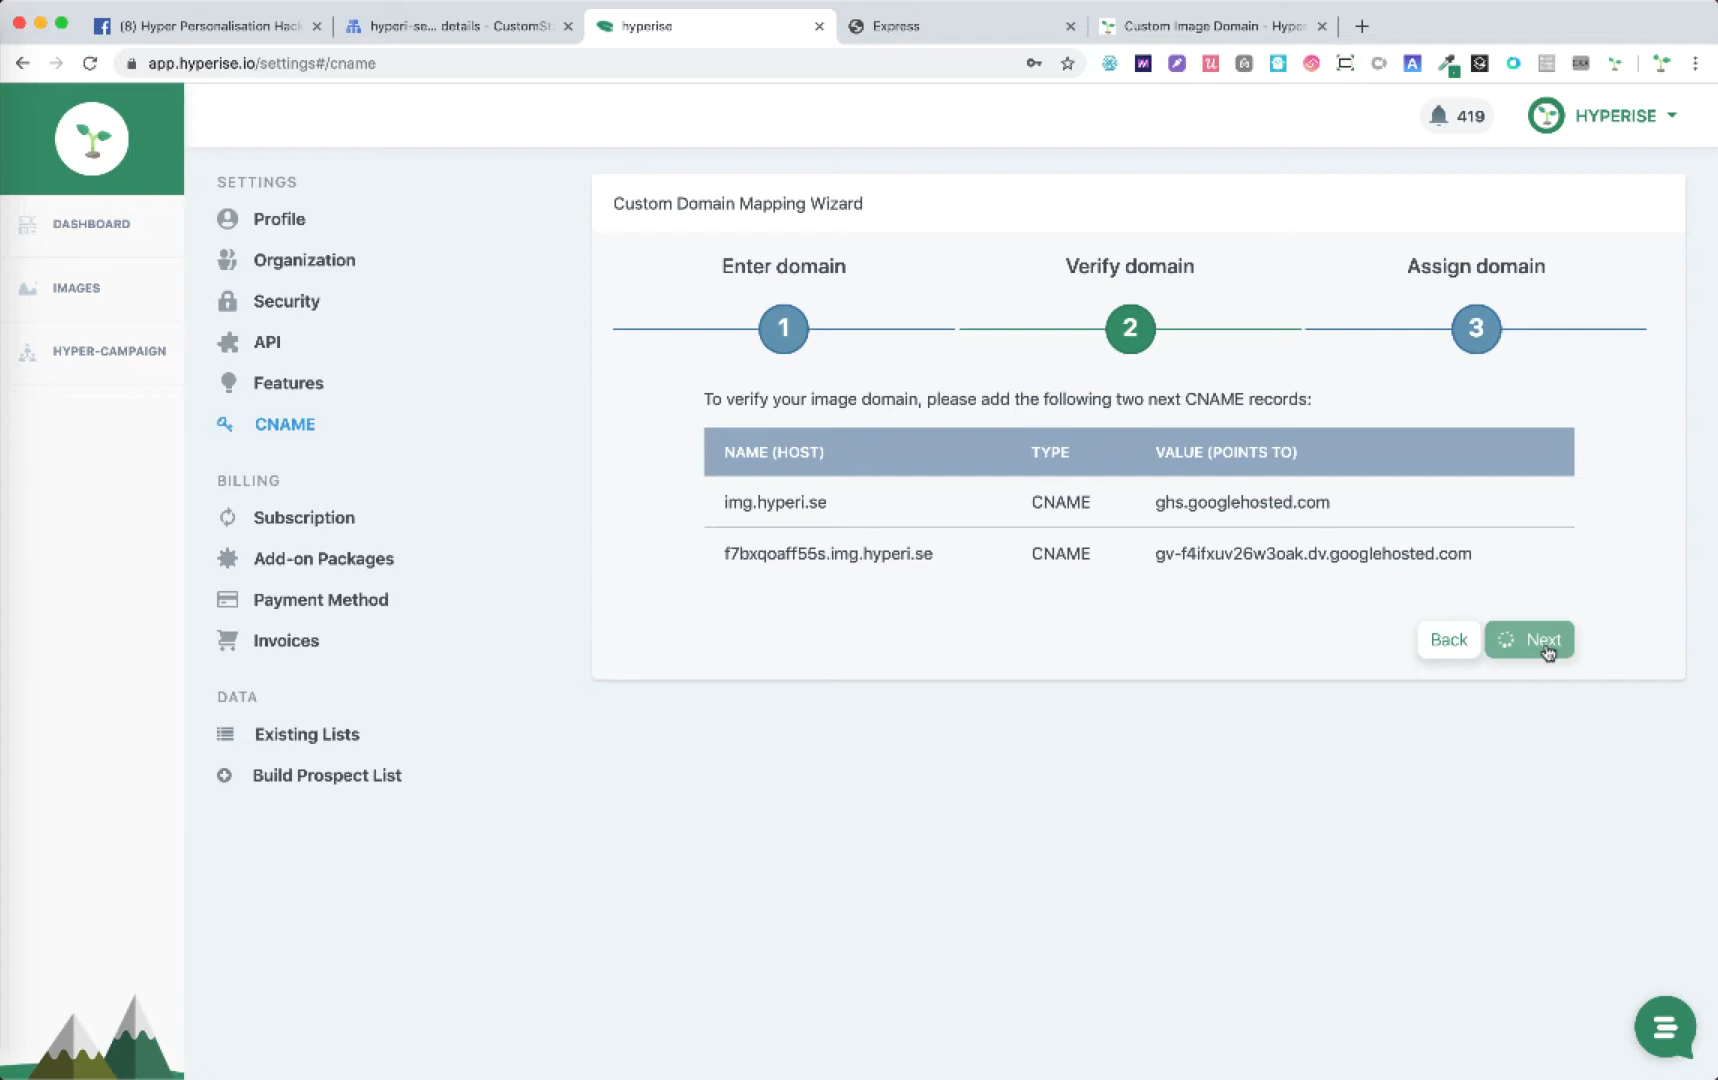 (8) Hyper Personalisation Hack
hyperi-se... details - CustomSt
hyperise
Express
Custom Image Domain - Hype
app.hyperise.io/settings#/cname
419
HYPERISE
DASHBOARD
IMAGES
HYPER-CAMPAIGN
SETTINGS
Profile
Organization
Security
API
Features
CNAME
BILLING
Subscription
Add-on Packages
Payment Method
Invoices
DATA
Existing Lists
Build Prospect List
Custom Domain Mapping Wizard
Enter domain
Verify domain
Assign domain
1
2
3
To verify your image domain, please add the following two next CNAME records:
NAME (HOST) TYPE VALUE (POINTS TO)
img.hyperi.se CNAME ghs.googlehosted.com
f7bxqoaff55s.img.hyperi.se CNAME gv-f4ifxuv26w3oak.dv.googlehosted.com
Back
Next